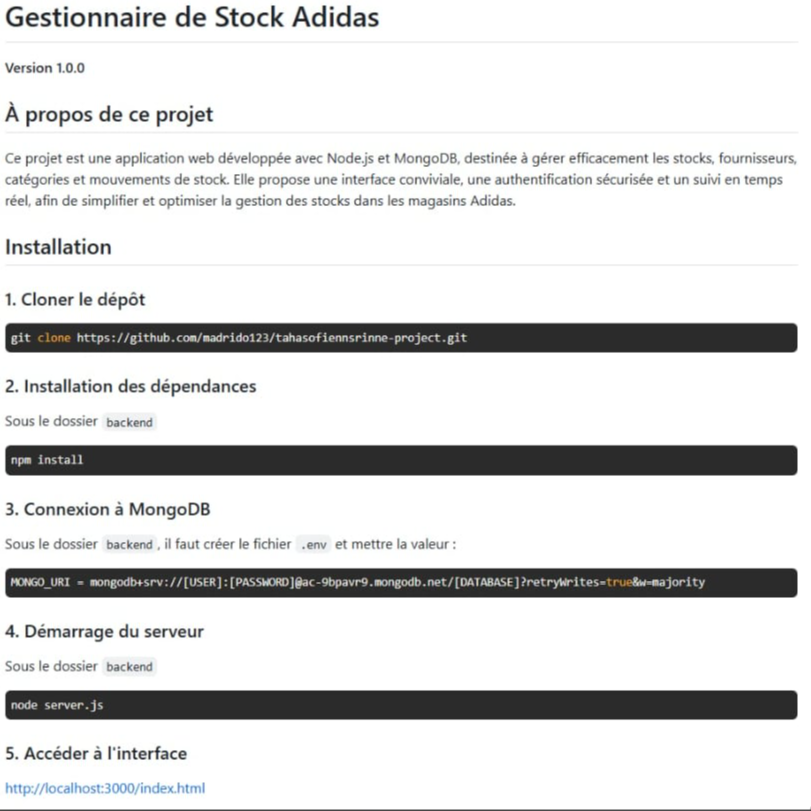 Gestionnaire de Stock Adidas
Version 1.0.0
À propos de ce projet
Ce projet est une application web développée avec Node.js et MongoDB, destinée à gérer efficacement les stocks, fournisseurs,
catégories et mouvements de stock. Elle propose une interface conviviale, une authentification sécurisée et un suivi en temps
réel, afin de simplifier et optimiser la gestion des stocks dans les magasins Adidas.
Installation
1. Cloner le dépôt
git clone https://github.com/madrido123/tahasofiennsrinne-project.git
2. Installation des dépendances
Sous le dossier backend
npm install
3. Connexion à MongoDB
Sous le dossier backend, il faut créer le fichier .env et mettre la valeur :
MONGO_URI = mongodb+srv://[USER]:[PASSWORD]@ac-9bpavr9.mongodb.net/[DATABASE]?retryWrites=true&w=majority
4. Démarrage du serveur
Sous le dossier backend
node server.js
5. Accéder à l'interface
http://localhost:3000/index.html